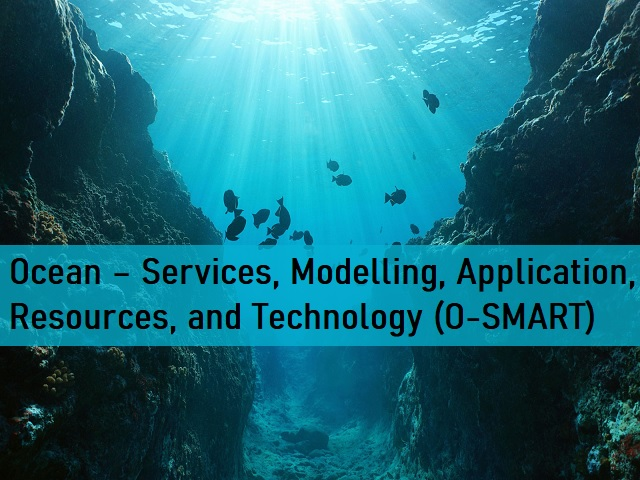 Ocean – Services, Modelling, Application,
Resources, and Technology (O-SMART)